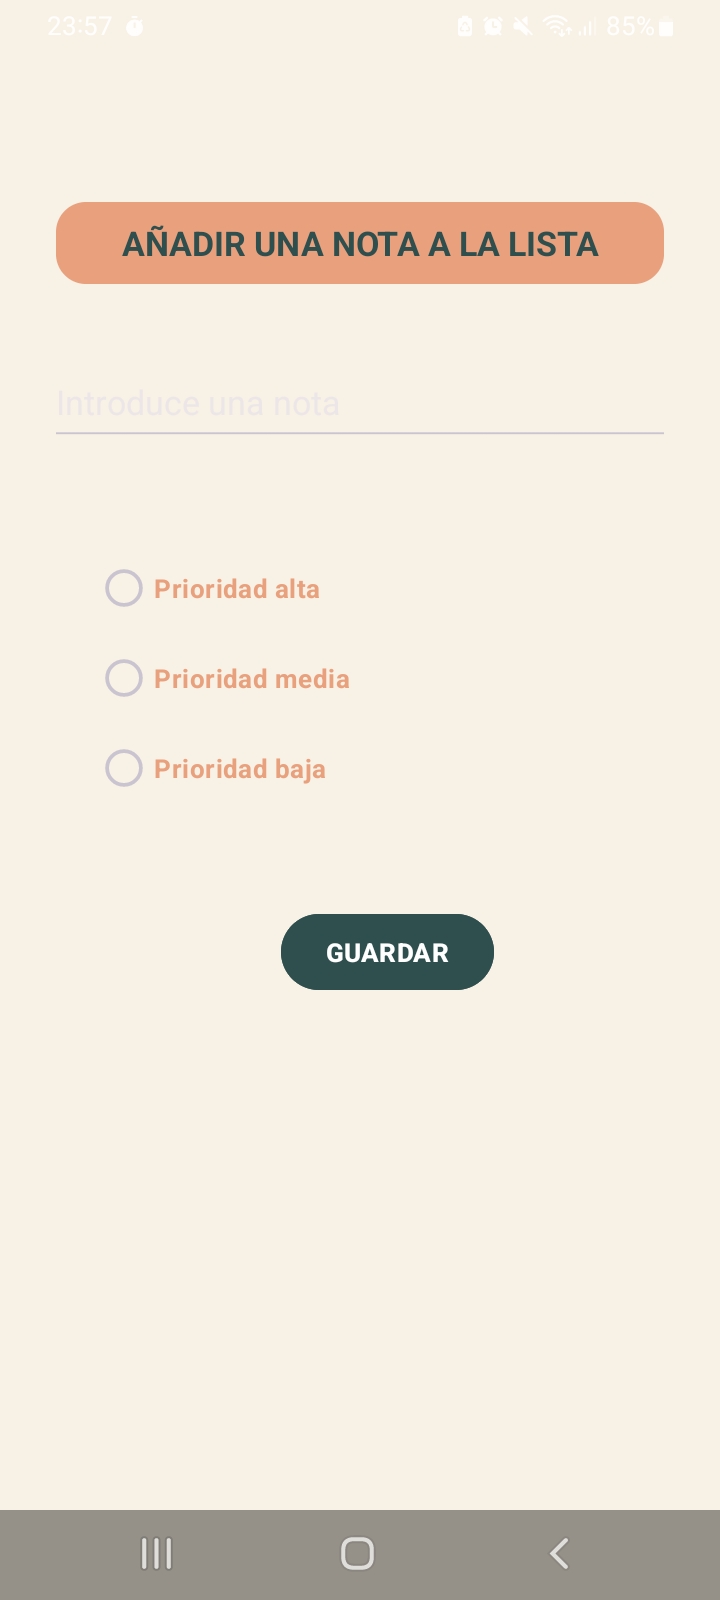 23:57
85%
AÑADIR UNA NOTA A LA LISTA
Introduce una nota
Prioridad alta
Prioridad media
Prioridad baja
GUARDAR